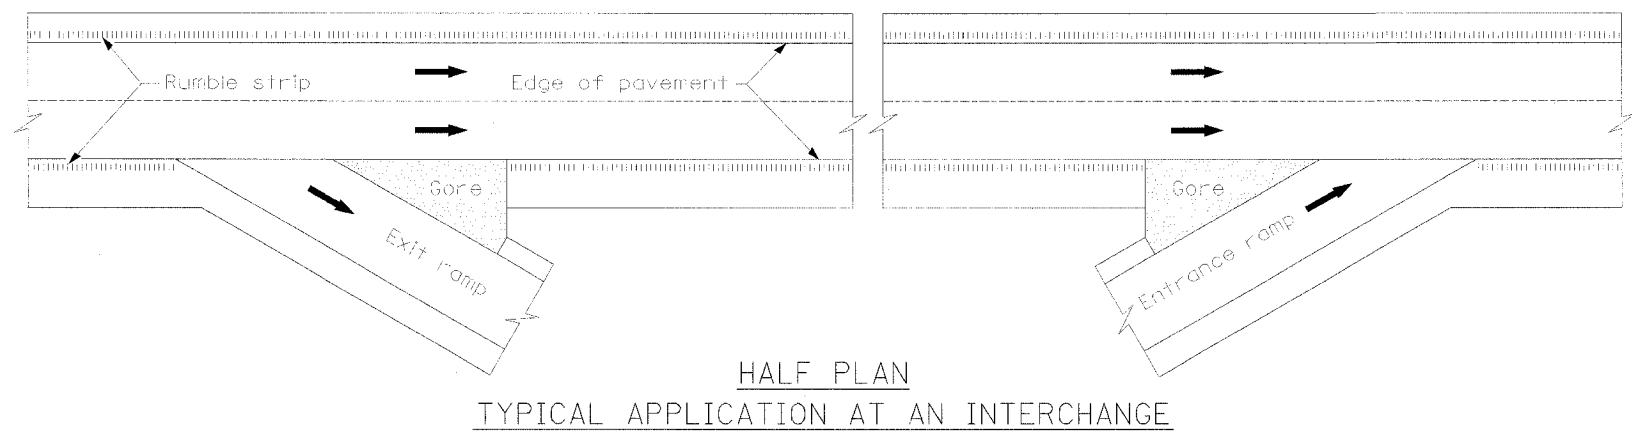 Rumble strip
Edge of pavement
Gore
Exit ramp
Gore
Entrance ramp
HALF PLAN
TYPICAL APPLICATION AT AN INTERCHANGE